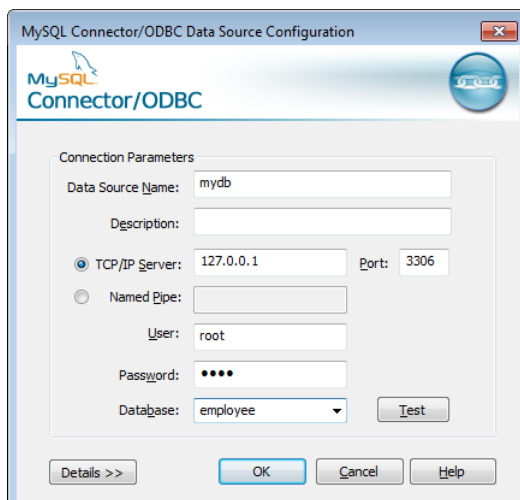 MySQL Connector/ODBC Data Source Configuration
MySQL
Connector/ODBC
Connection Parameters
Data Source Name: mydb
Description:
TCP/IP Server: 127.0.0.1 Port: 3306
Named Pipe:
User: root
Password: ••••
Database: employee Test
Details >> OK Cancel Help